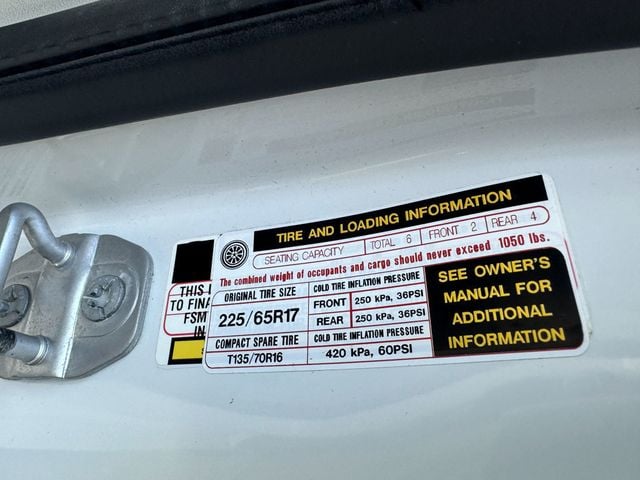 TIRE AND LOADING INFORMATION
SEATING CAPACITY TOTAL 6 FRONT 2 REAR 4
The combined weight of occupants and cargo should never exceed 1050 lbs.
ORIGINAL TIRE SIZE
225/65R17
COLD TIRE INFLATION PRESSURE
FRONT 250 kPa, 36PSI
REAR 250 kPa, 36PSI
COMPACT SPARE TIRE
T135/70R16
COLD TIRE INFLATION PRESSURE
420 kPa, 60PSI
SEE OWNER'S
MANUAL FOR
ADDITIONAL
INFORMATION
THIS
TO FINA
FSM
IN